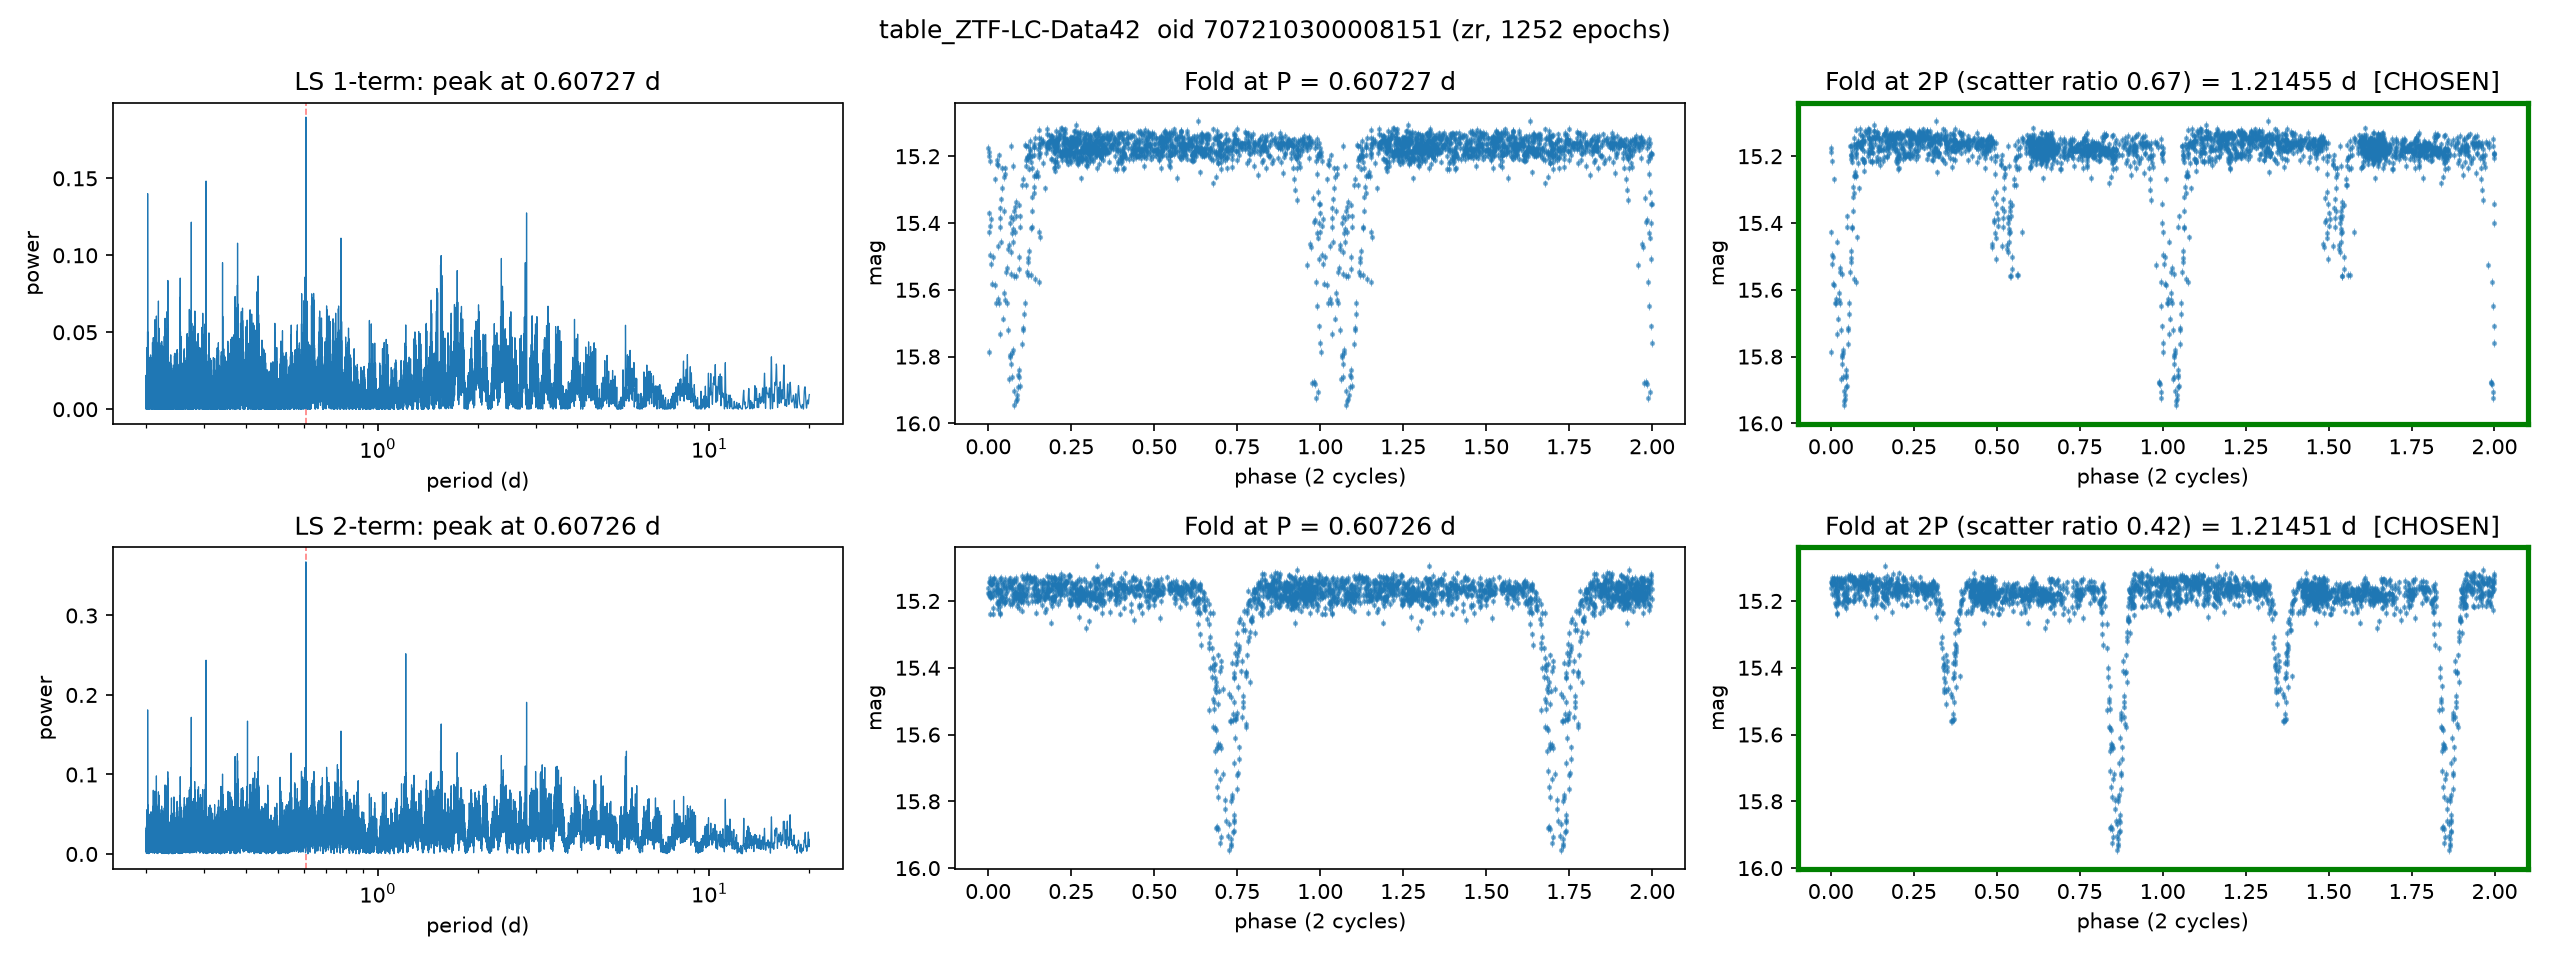 table_ZTF-LC-Data42  oid 707210300008151 (zr, 1252 epochs)
LS 1-term: peak at 0.60727 d
power
0.15
0.10
0.05
0.00
10⁰
10¹
period (d)
Fold at P = 0.60727 d
mag
15.2
15.4
15.6
15.8
16.0
0.00 0.25 0.50 0.75 1.00 1.25 1.50 1.75 2.00
phase (2 cycles)
Fold at 2P (scatter ratio 0.67) = 1.21455 d  [CHOSEN]
mag
15.2
15.4
15.6
15.8
16.0
0.00 0.25 0.50 0.75 1.00 1.25 1.50 1.75 2.00
phase (2 cycles)
LS 2-term: peak at 0.60726 d
power
0.3
0.2
0.1
0.0
10⁰
10¹
period (d)
Fold at P = 0.60726 d
mag
15.2
15.4
15.6
15.8
16.0
0.00 0.25 0.50 0.75 1.00 1.25 1.50 1.75 2.00
phase (2 cycles)
Fold at 2P (scatter ratio 0.42) = 1.21451 d  [CHOSEN]
mag
15.2
15.4
15.6
15.8
16.0
0.00 0.25 0.50 0.75 1.00 1.25 1.50 1.75 2.00
phase (2 cycles)